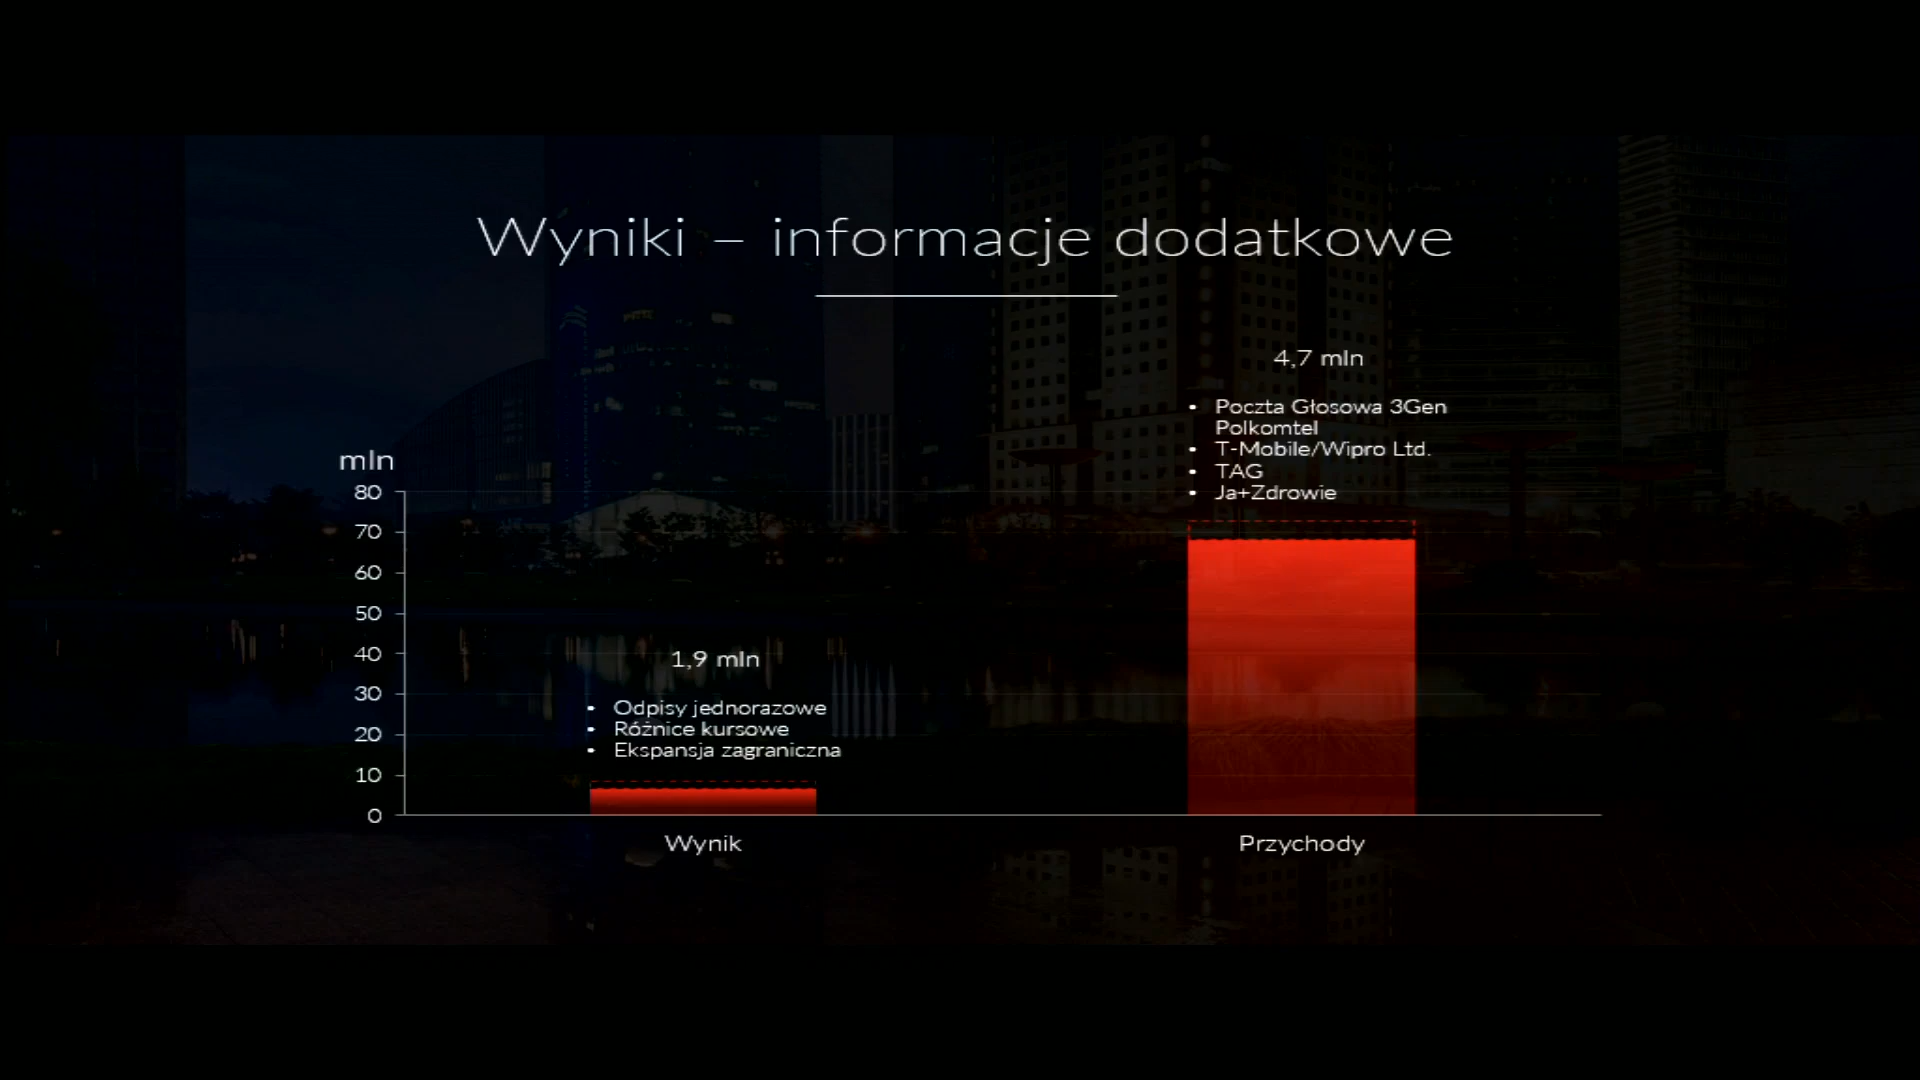 Wyniki – informacje dodatkowe
4,7 mln
• Poczta Głosowa 3Gen
Polkomtel
• T-Mobile/Wipro Ltd.
• TAG
• Ja+Zdrowie
mln
80
70
60
50
40
30
20
10
0
1,9 mln
• Odpisy jednorazowe
• Różnice kursowe
• Ekspansja zagraniczna
Wynik
Przychody